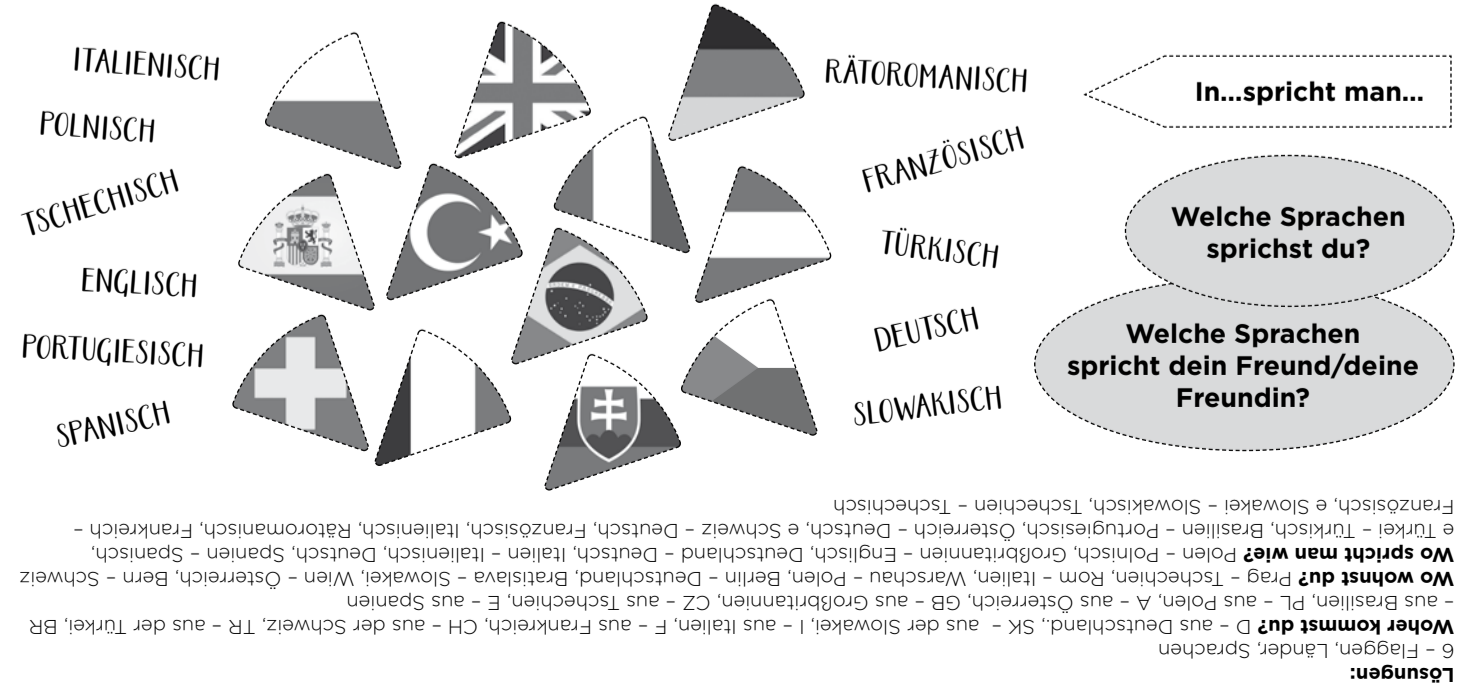 ITALIENISCH
POLNISCH
TSCHECHISCH
ENGLISCH
PORTUGIESISCH
SPANISCH
RÄTOROMANISCH
FRANZÖSISCH
TÜRKISCH
DEUTSCH
SLOWAKISCH
In...spricht man...
Welche Sprachen
sprichst du?
Welche Sprachen
spricht dein Freund/deine
Freundin?
Lösungen:
6 – Flaggen, Länder, Sprachen
Woher kommst du? D – aus Deutschland., SK – aus der Slowakei, I – aus Italien, F – aus Frankreich, CH – aus der Schweiz, TR – aus der Türkei, BR
– aus Brasilien, PL – aus Polen, A – aus Österreich, GB – aus Großbritannien, CZ – aus Tschechien, E – aus Spanien
Wo wohnst du? Prag – Tschechien, Rom – Italien, Warschau – Polen, Berlin – Deutschland, Bratislava – Slowakei, Wien – Österreich, Bern – Schweiz
Wo spricht man wie? Polen – Polnisch, Großbritannien – Englisch, Deutschland – Deutsch, Italien – Italienisch, Deutsch, Spanien – Spanisch,
e Türkei – Türkisch, Brasilien – Portugiesisch, Österreich – Deutsch, e Schweiz – Deutsch, Französisch, Italienisch, Rätoromanisch, Frankreich –
Französisch, e Slowakei – Slowakisch, Tschechien – Tschechisch